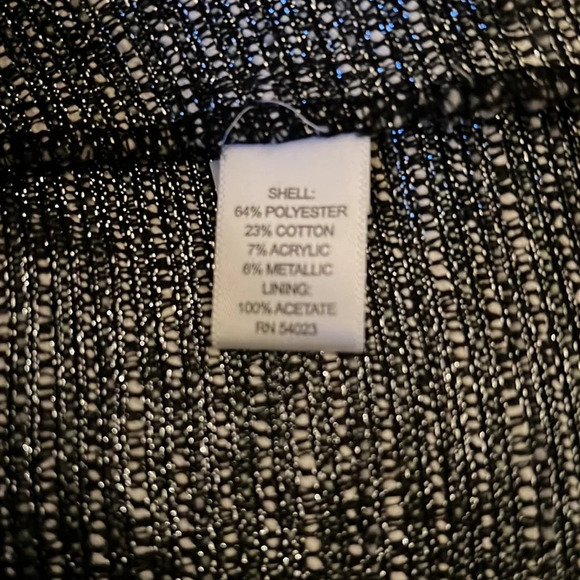 SHELL:
64% POLYESTER
23% COTTON
7% ACRYLIC
6% METALLIC
LINING:
100% ACETATE
RN 54023